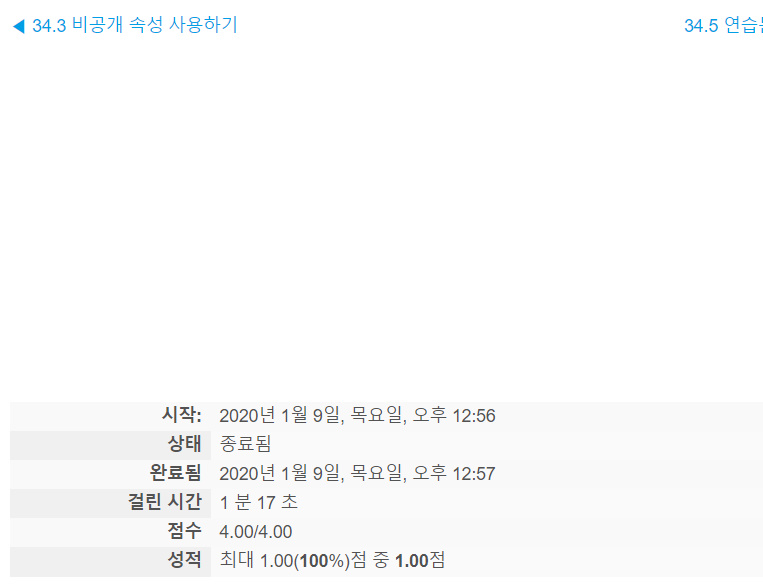 ◀ 34.3 비공개 속성 사용하기
34.5
시작: 2020년 1월 9일, 목요일, 오후 12:56
상태 종료됨
완료됨 2020년 1월 9일, 목요일, 오후 12:57
걸린 시간 1 분 17 초
점수 4.00/4.00
성적 최대 1.00(100%)점 중 1.00점